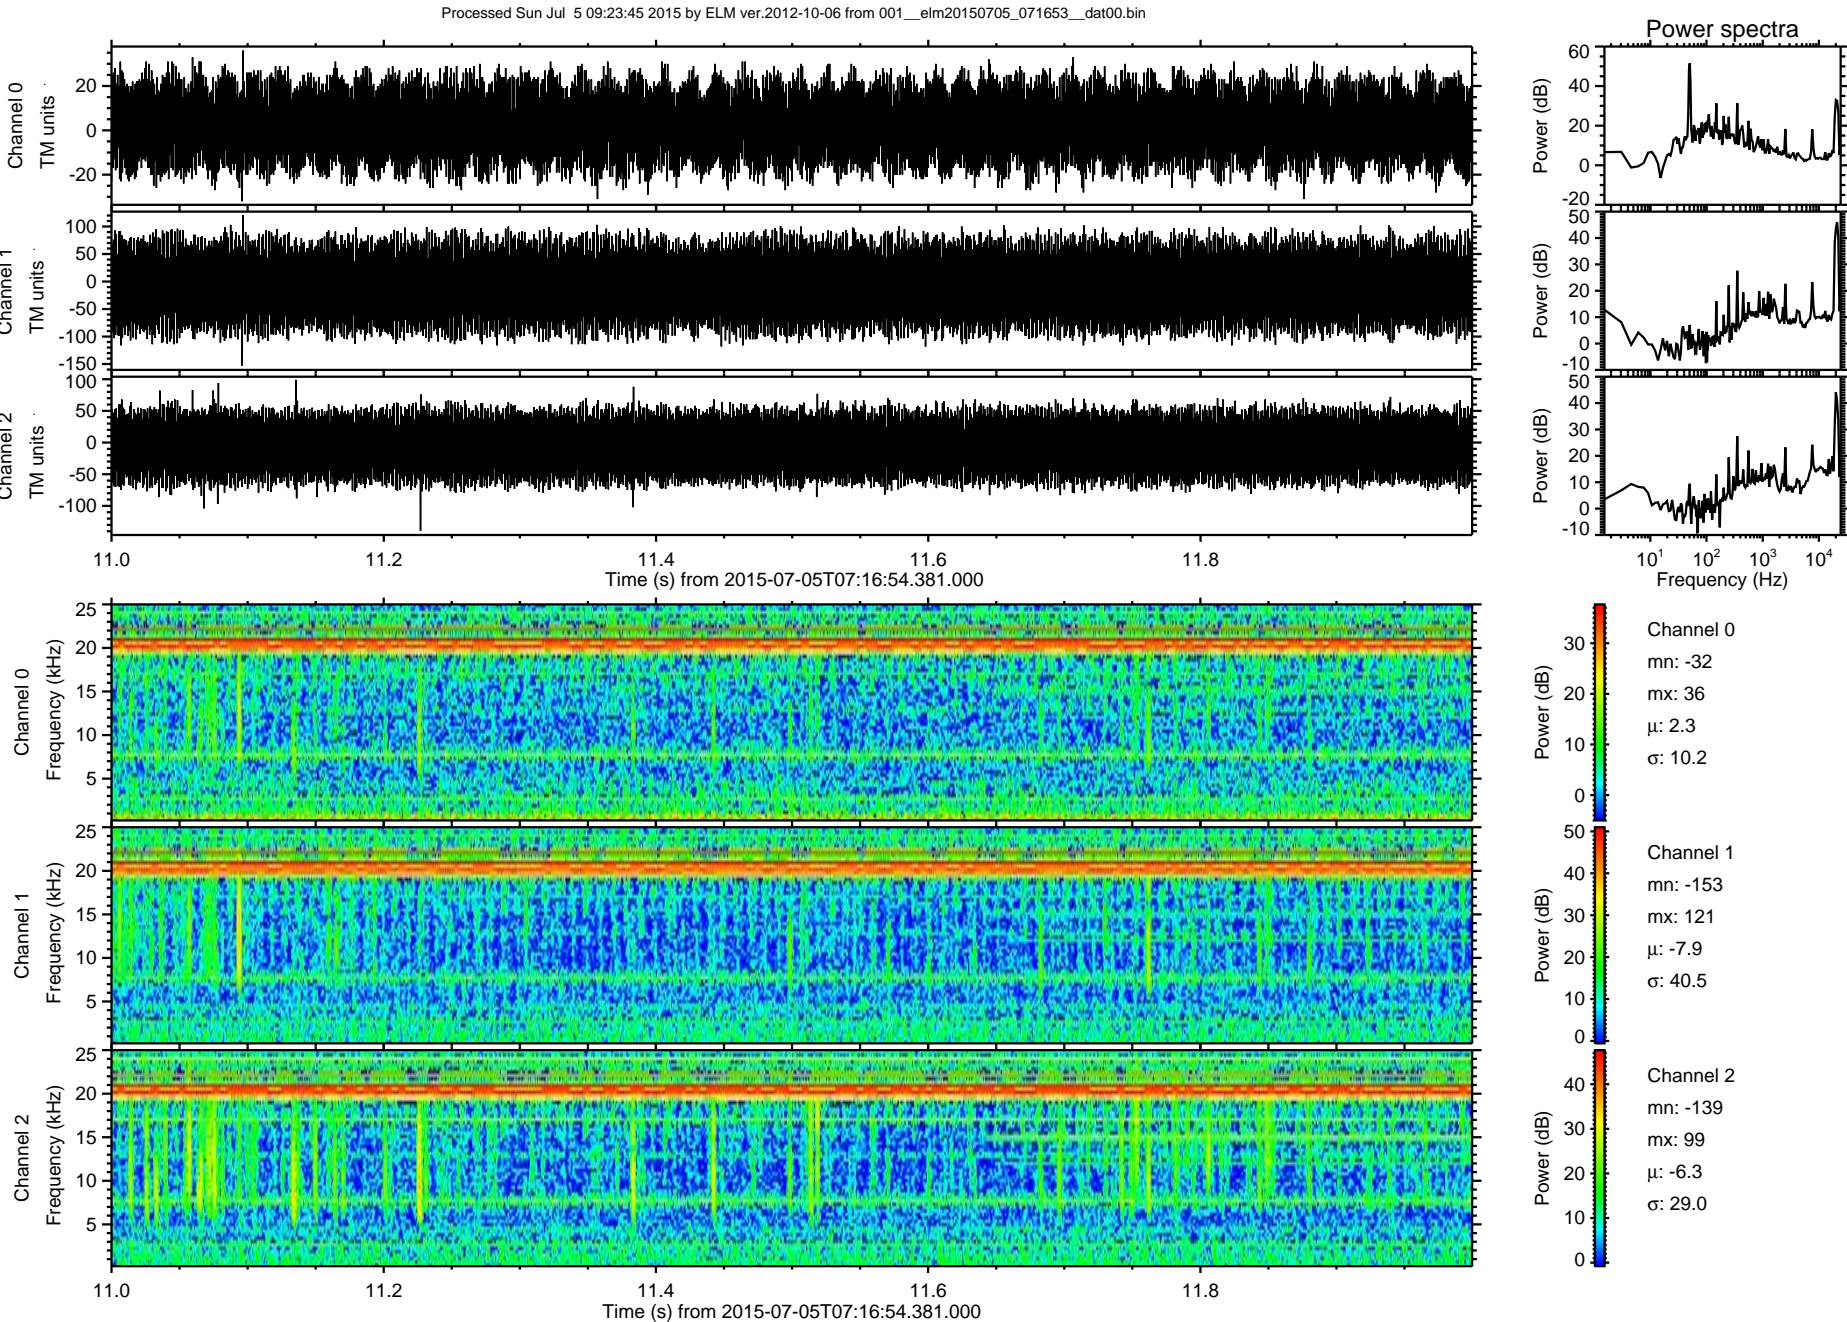 Processed Sun Jul  5 09:23:45 2015 by ELM ver.2012-10-06 from 001__elm20150705_071653__dat00.bin
Power spectra
Channel 0
TM units
20
0
-20
Power (dB)
60
40
20
0
-20
Channel 1
TM units
100
50
0
-50
-100
-150
Power (dB)
50
40
30
20
10
0
-10
Channel 2
TM units
100
50
0
-50
-100
Power (dB)
50
40
30
20
10
0
-10
11.0 11.2 11.4 11.6 11.8
Time (s) from 2015-07-05T07:16:54.381.000
10¹ 10² 10³ 10⁴
Frequency (Hz)
Channel 0
Frequency (kHz)
25
20
15
10
5
Power (dB)
30
20
10
0
Channel 0
mn: -32
mx: 36
μ: 2.3
σ: 10.2
Channel 1
Frequency (kHz)
25
20
15
10
5
Power (dB)
50
40
30
20
10
0
Channel 1
mn: -153
mx: 121
μ: -7.9
σ: 40.5
Channel 2
Frequency (kHz)
25
20
15
10
5
Power (dB)
40
30
20
10
0
Channel 2
mn: -139
mx: 99
μ: -6.3
σ: 29.0
11.0 11.2 11.4 11.6 11.8
Time (s) from 2015-07-05T07:16:54.381.000